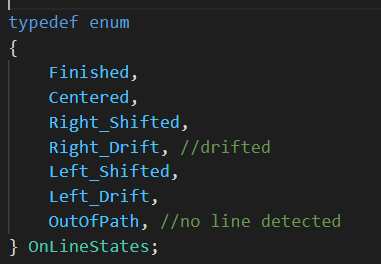 typedef enum
{
    Finished,
    Centered,
    Right_Shifted,
    Right_Drift, //drifted
    Left_Shifted,
    Left_Drift,
    OutOfPath, //no line detected
} OnLineStates;